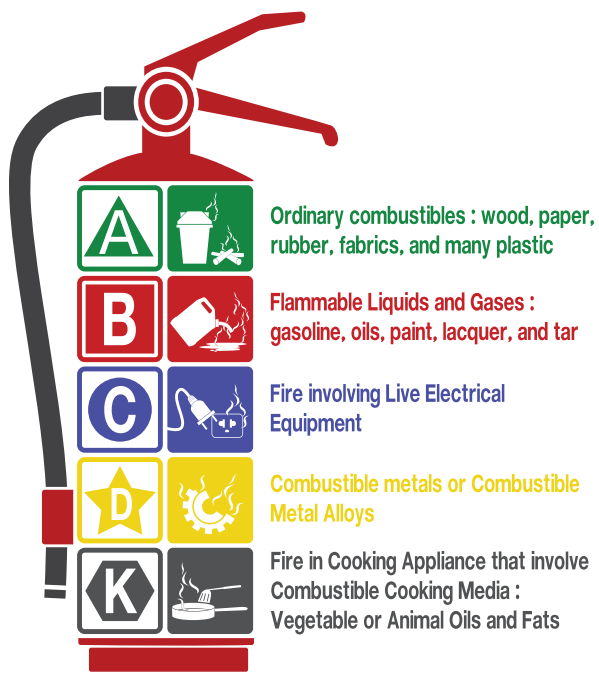 A
Ordinary combustibles : wood, paper,
rubber, fabrics, and many plastic
B
Flammable Liquids and Gases :
gasoline, oils, paint, lacquer, and tar
C
Fire involving Live Electrical
Equipment
D
Combustible metals or Combustible
Metal Alloys
K
Fire in Cooking Appliance that involve
Combustible Cooking Media :
Vegetable or Animal Oils and Fats